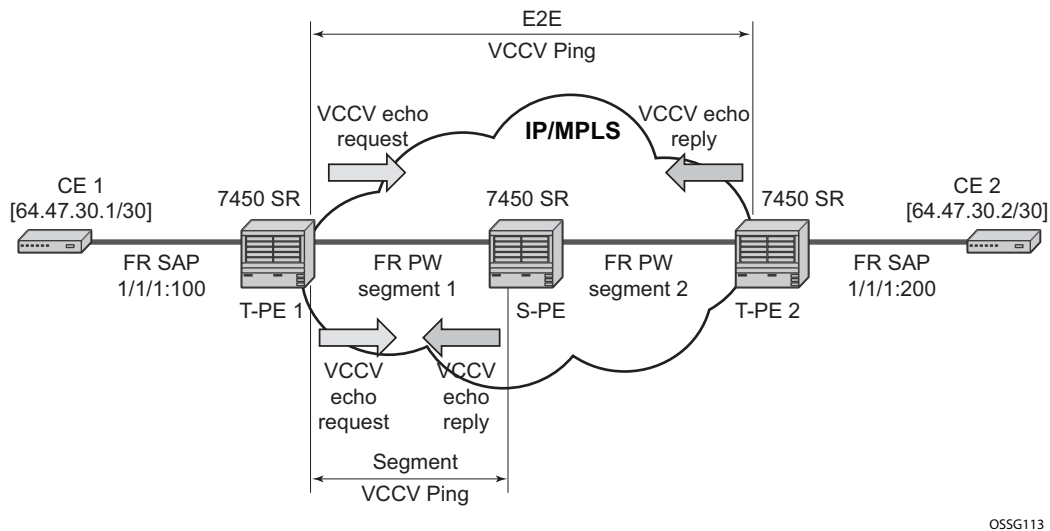 E2E
VCCV Ping
VCCV echo
request
IP/MPLS
VCCV echo
reply
CE 1
[64.47.30.1/30]
7450 SR
7450 SR
7450 SR
CE 2
[64.47.30.2/30]
FR SAP
1/1/1:100
T-PE 1
FR PW
segment 1
S-PE
FR PW
segment 2
T-PE 2
FR SAP
1/1/1:200
VCCV
echo
request
VCCV
echo
reply
Segment
VCCV Ping
OSSG113